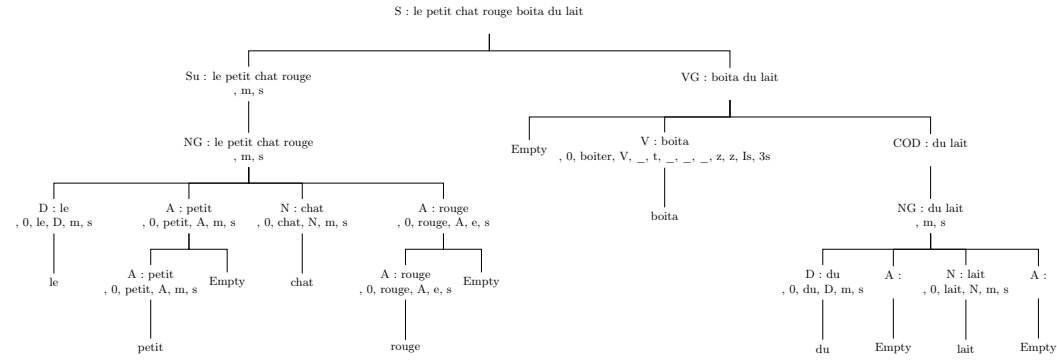 S : le petit chat rouge boita du lait
Su : le petit chat rouge
, m, s
VG : boita du lait
NG : le petit chat rouge
, m, s
Empty
V : boita
, 0, boiter, V, _, t, _, _, _, z, z, Is, 3s
COD : du lait
D : le
, 0, le, D, m, s
A : petit
, 0, petit, A, m, s
N : chat
, 0, chat, N, m, s
A : rouge
, 0, rouge, A, e, s
boita
NG : du lait
, m, s
le
A : petit
, 0, petit, A, m, s
Empty
chat
A : rouge
, 0, rouge, A, e, s
Empty
D : du
, 0, du, D, m, s
A :
N : lait
, 0, lait, N, m, s
A :
petit
rouge
du
Empty
lait
Empty